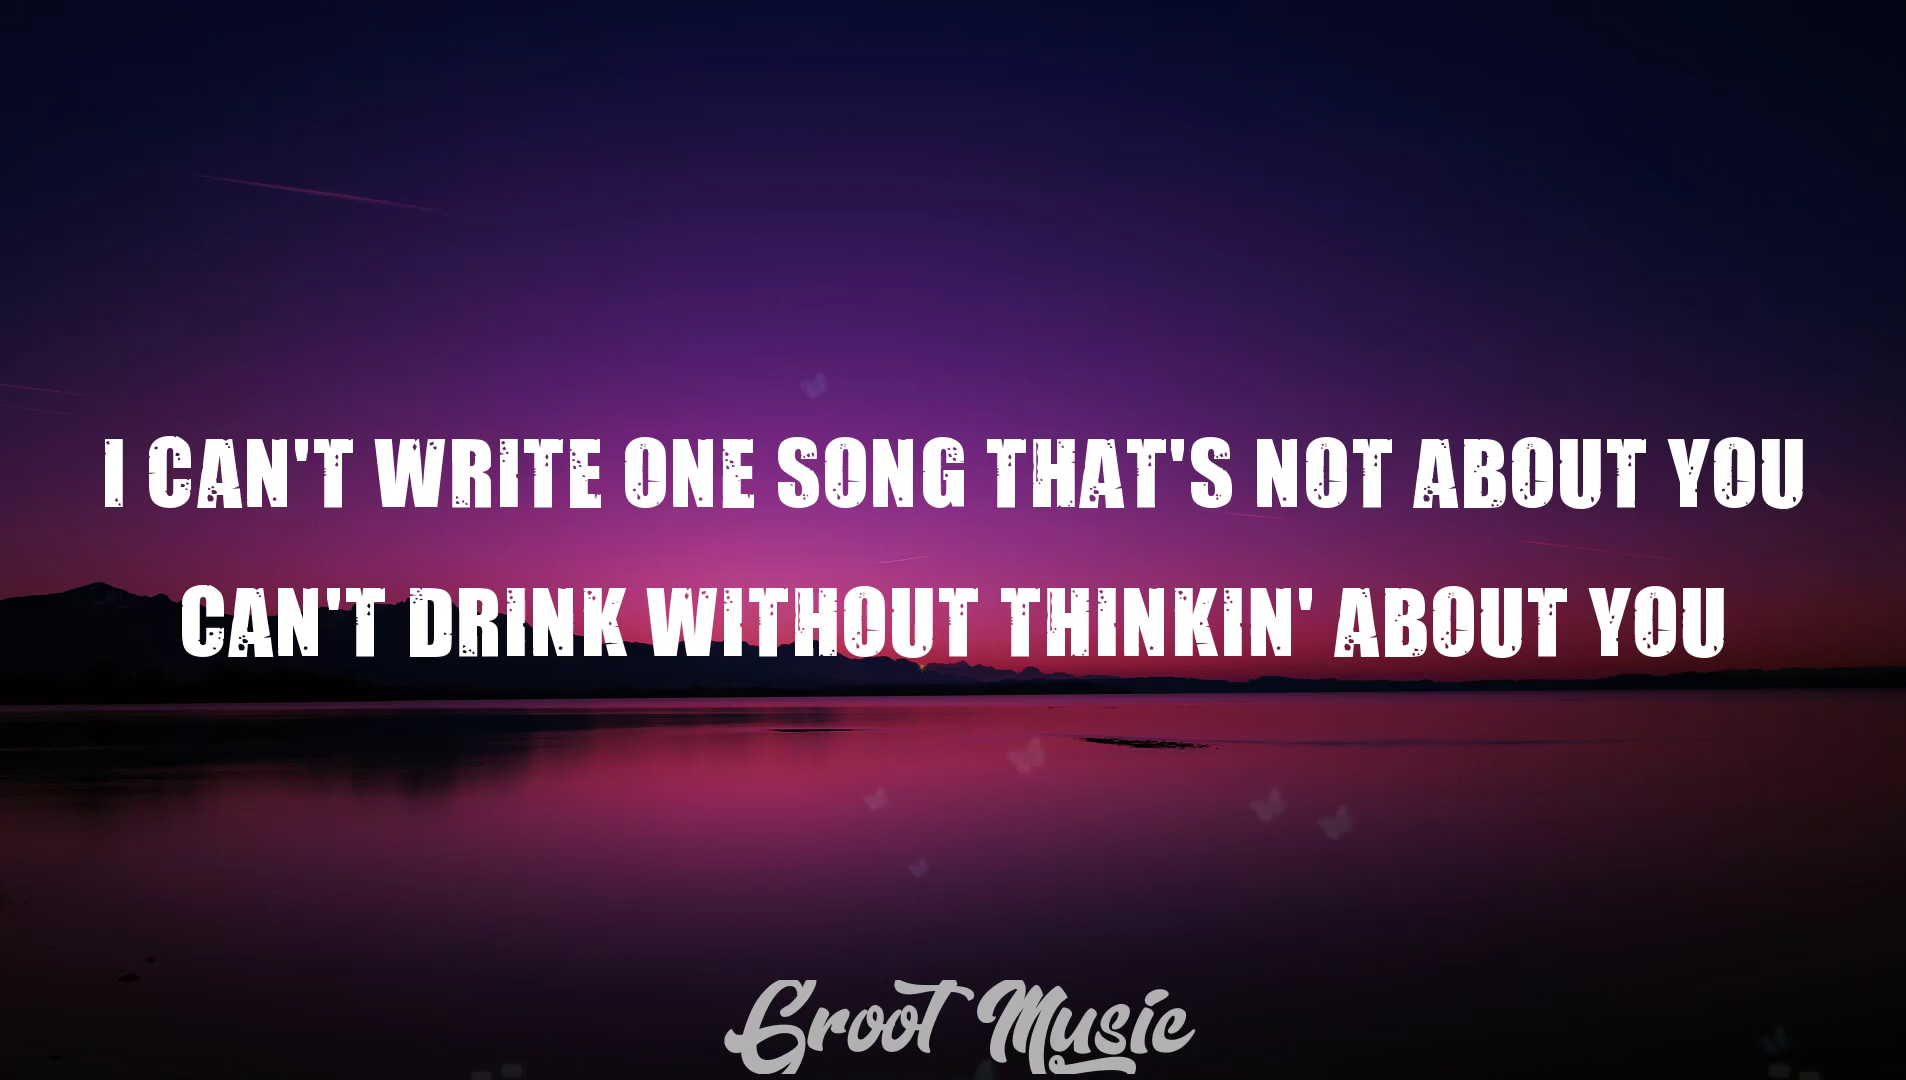 I CAN'T WRITE ONE SONG THAT'S NOT ABOUT YOU
CAN'T DRINK WITHOUT THINKIN' ABOUT YOU
Groot Music